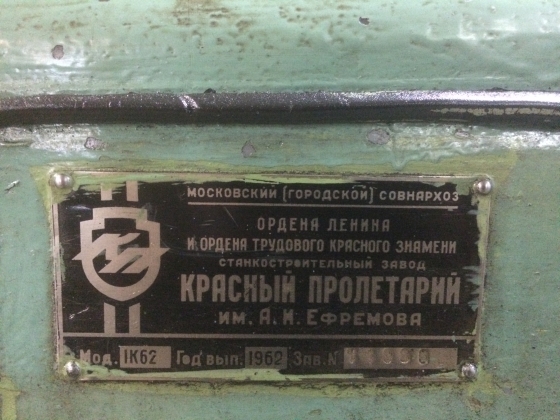 МОСКОВСКИЙ (ГОРОДСКОЙ) СОВНАРХОЗ
ОРДЕНА ЛЕНИНА
И ОРДЕНА ТРУДОВОГО КРАСНОГО ЗНАМЕНИ
СТАНКОСТРОИТЕЛЬНЫЙ ЗАВОД
КРАСНЫЙ ПРОЛЕТАРИЙ
ИМ. А. И. ЕФРЕМОВА
Мод. 1К62 Год вып. 1962 Зав. N